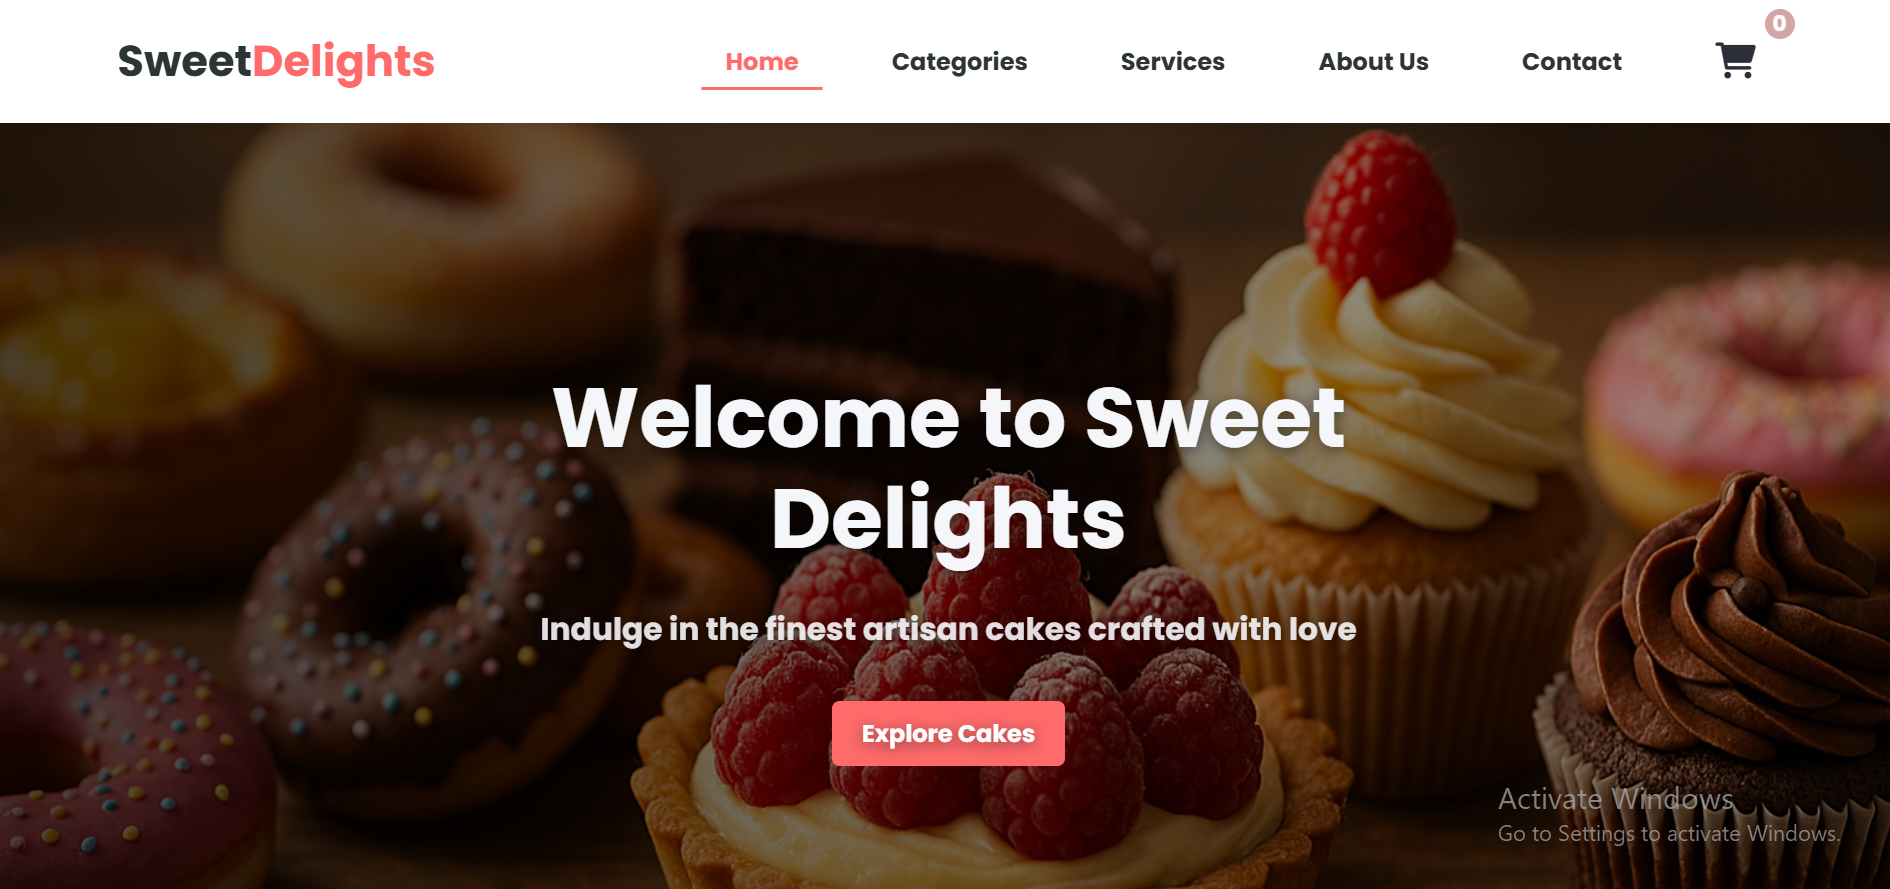 SweetDelights
Home
Categories
Services
About Us
Contact
0
Welcome to Sweet
Delights
Indulge in the finest artisan cakes crafted with love
Explore Cakes
Activate Windows
Go to Settings to activate Windows.